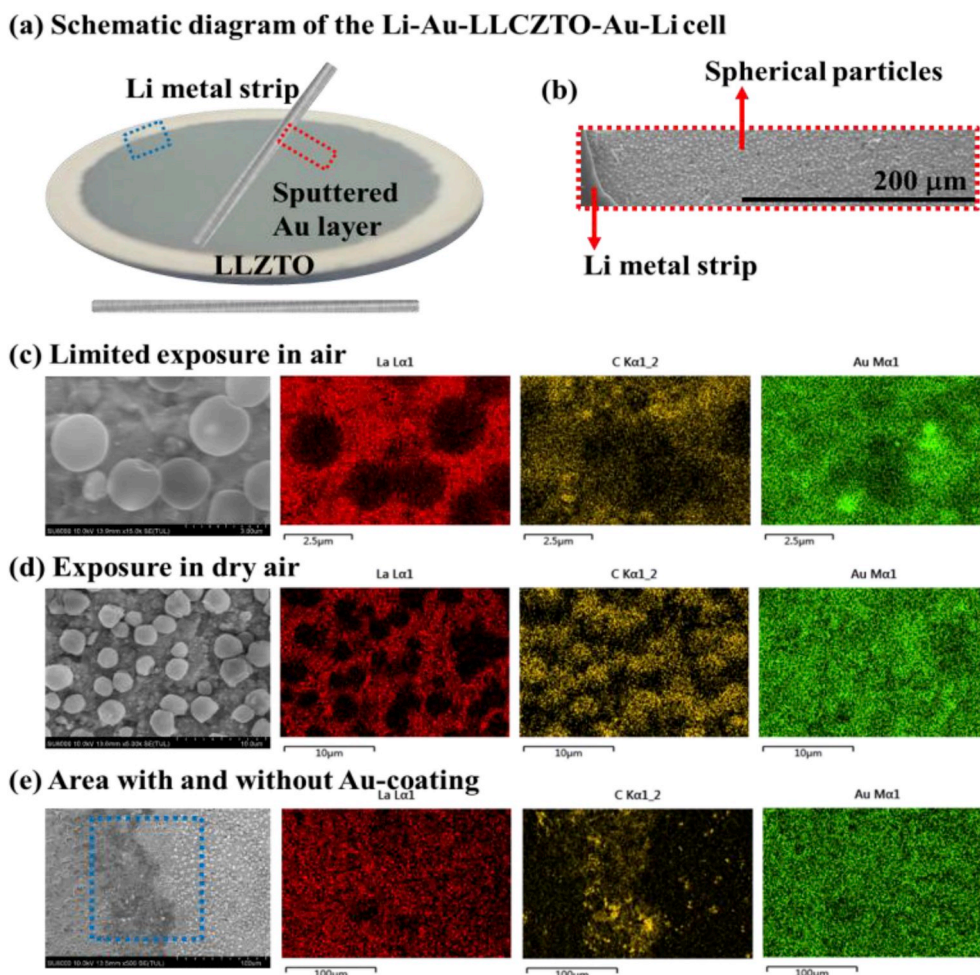 (a) Schematic diagram of the Li-Au-LLCZTO-Au-Li cell
Li metal strip
Sputtered
Au layer
LLZTO
(b)
Spherical particles
200 μm
Li metal strip
(c) Limited exposure in air
La Lα1
C Kα1_2
Au Mα1
2.5μm
2.5μm
2.5μm
(d) Exposure in dry air
La Lα1
C Kα1_2
Au Mα1
10μm
10μm
10μm
(e) Area with and without Au-coating
La Lα1
C Kα1_2
Au Mα1
100μm
100μm
100μm